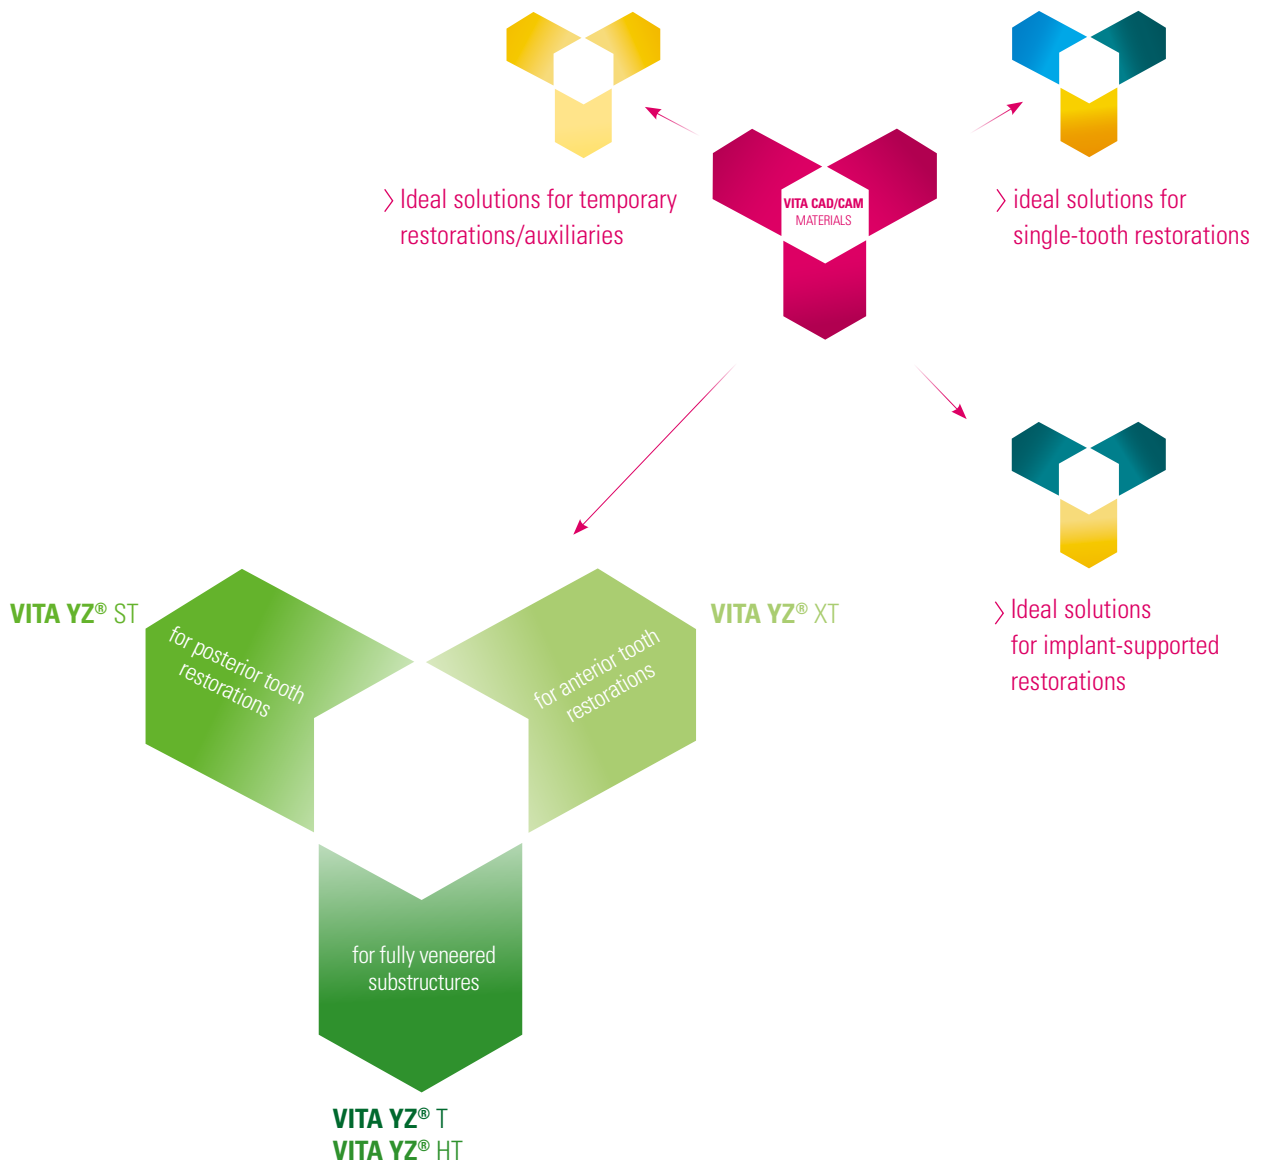 VITA CAD/CAM
MATERIALS
〉Ideal solutions for temporary
restorations/auxiliaries
〉ideal solutions for
single-tooth restorations
〉Ideal solutions
for implant-supported
restorations
VITA YZ® ST
for posterior tooth
restorations
VITA YZ® XT
for anterior tooth
restorations
for fully veneered
substructures
VITA YZ® T
VITA YZ® HT